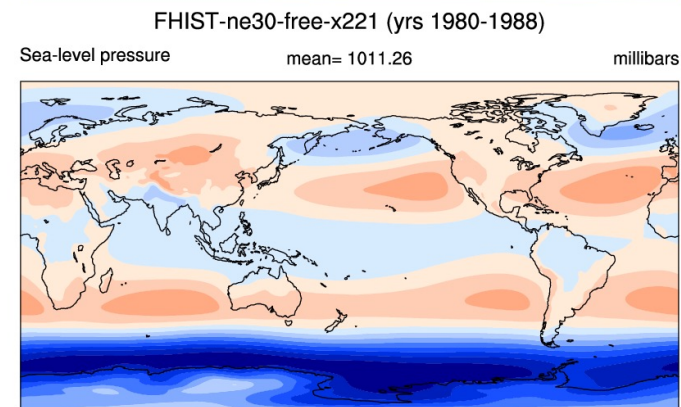 FHIST-ne30-free-x221 (yrs 1980-1988)
Sea-level pressure mean= 1011.26 millibars